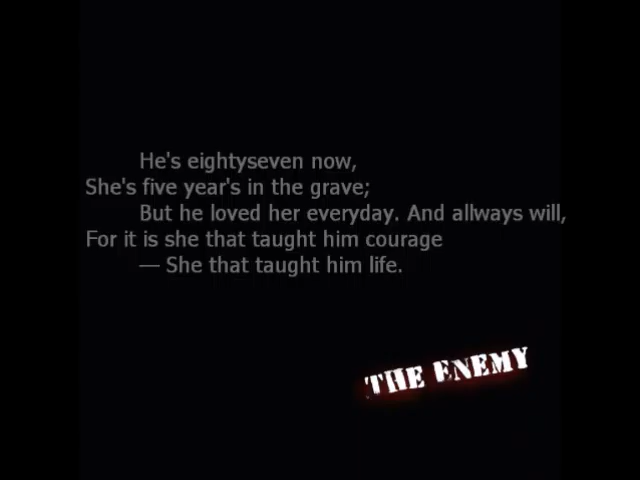 He's eightyseven now,
She's five year's in the grave;
But he loved her everyday. And allways will,
For it is she that taught him courage
— She that taught him life.
THE ENEMY